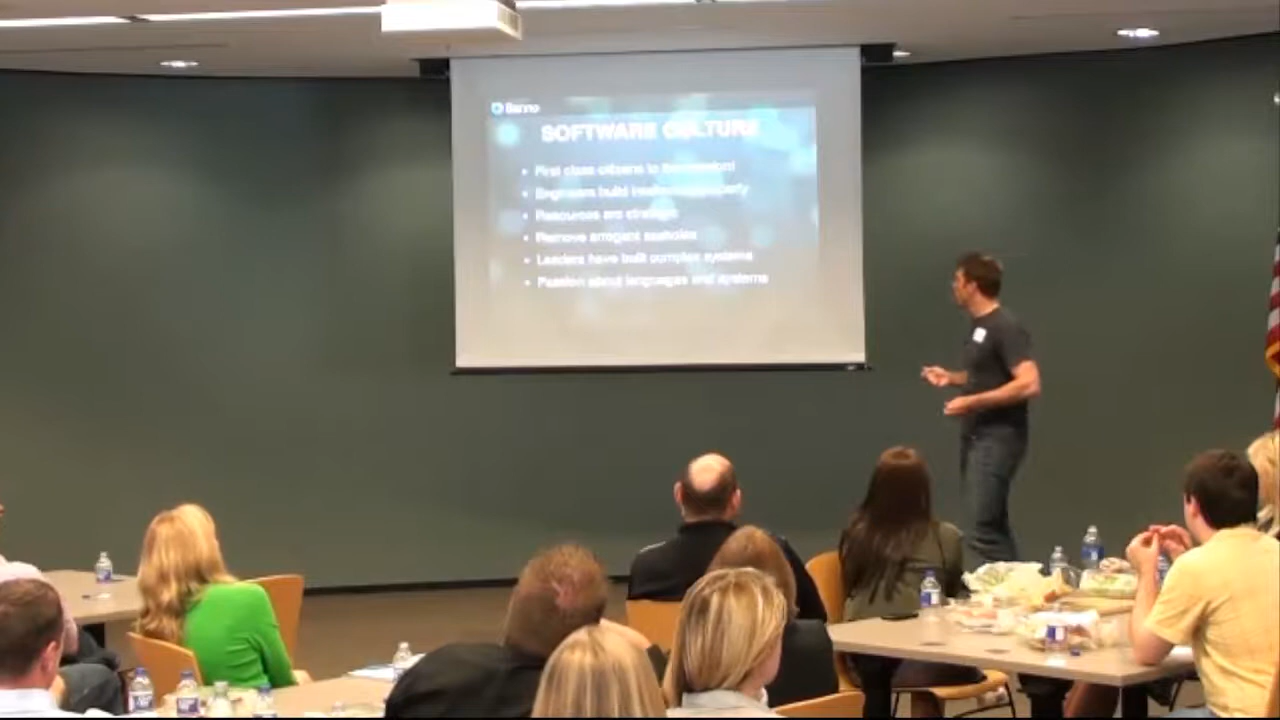 Banno
SOFTWARE CULTURE
First class citizens to the
Engineers build
Resources are strategic
Remove arrogant assholes
Leaders have built complex systems
Passion about languages and systems